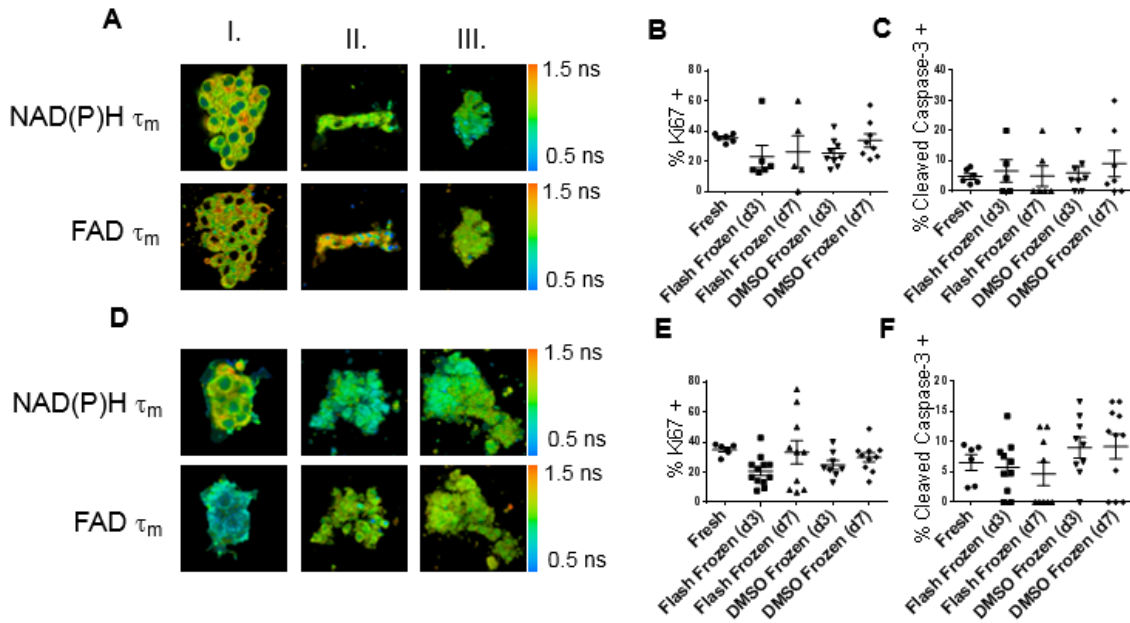 A
I. II. III.
NAD(P)H τm
1.5 ns
0.5 ns
FAD τm
1.5 ns
0.5 ns
B
% Ki67 +
80
60
40
20
0
Fresh
Flash Frozen (d3)
Flash Frozen (d7)
DMSO Frozen (d3)
DMSO Frozen (d7)
C
% Cleaved Caspase-3 +
40
30
20
10
0
Fresh
Flash Frozen (d3)
Flash Frozen (d7)
DMSO Frozen (d3)
DMSO Frozen (d7)
D
NAD(P)H τm
1.5 ns
0.5 ns
FAD τm
1.5 ns
0.5 ns
E
% Ki67 +
80
60
40
20
0
Fresh
Flash Frozen (d3)
Flash Frozen (d7)
DMSO Frozen (d3)
DMSO Frozen (d7)
F
% Cleaved Caspase-3 +
20
15
10
5
0
Fresh
Flash Frozen (d3)
Flash Frozen (d7)
DMSO Frozen (d3)
DMSO Frozen (d7)